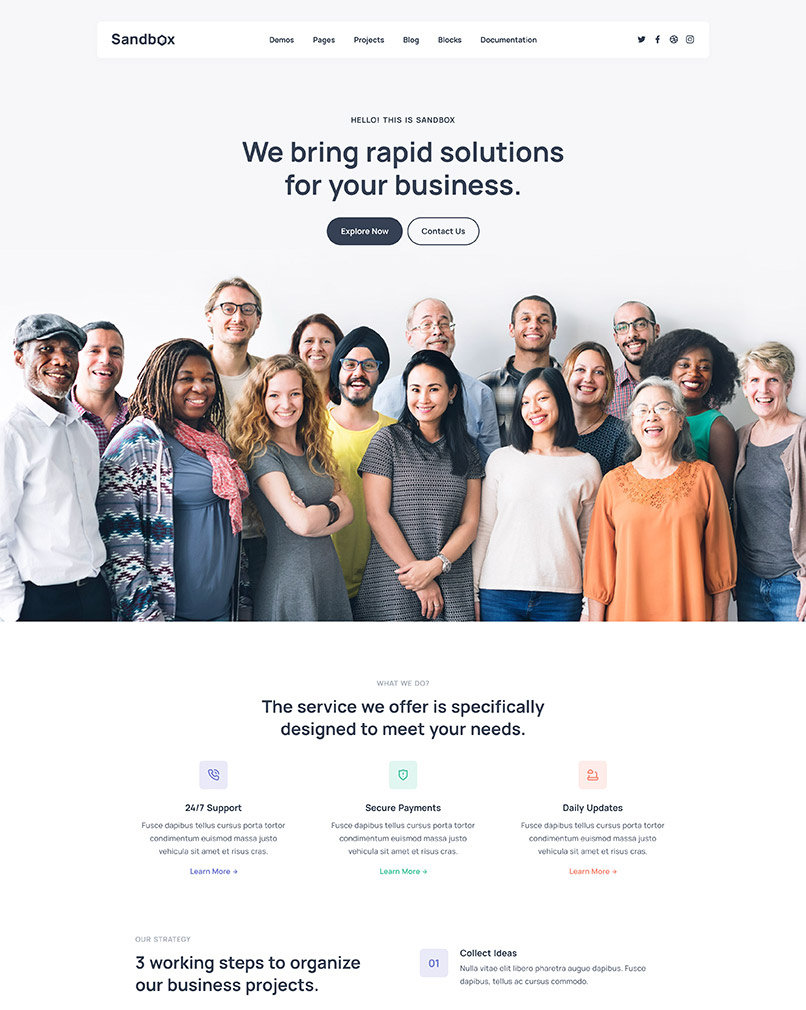 Sandbox
Demos Pages Projects Blog Blocks Documentation
HELLO! THIS IS SANDBOX
We bring rapid solutions
for your business.
Explore Now Contact Us
WHAT WE DO?
The service we offer is specifically
designed to meet your needs.
24/7 Support
Fusce dapibus tellus cursus porta tortor
condimentum euismod massa justo
vehicula sit amet et risus cras.
Learn More →
Secure Payments
Fusce dapibus tellus cursus porta tortor
condimentum euismod massa justo
vehicula sit amet et risus cras.
Learn More →
Daily Updates
Fusce dapibus tellus cursus porta tortor
condimentum euismod massa justo
vehicula sit amet et risus cras.
Learn More →
OUR STRATEGY
3 working steps to organize
our business projects.
01
Collect Ideas
Nulla vitae elit libero pharetra augue dapibus. Fusce
dapibus, tellus ac cursus commodo.